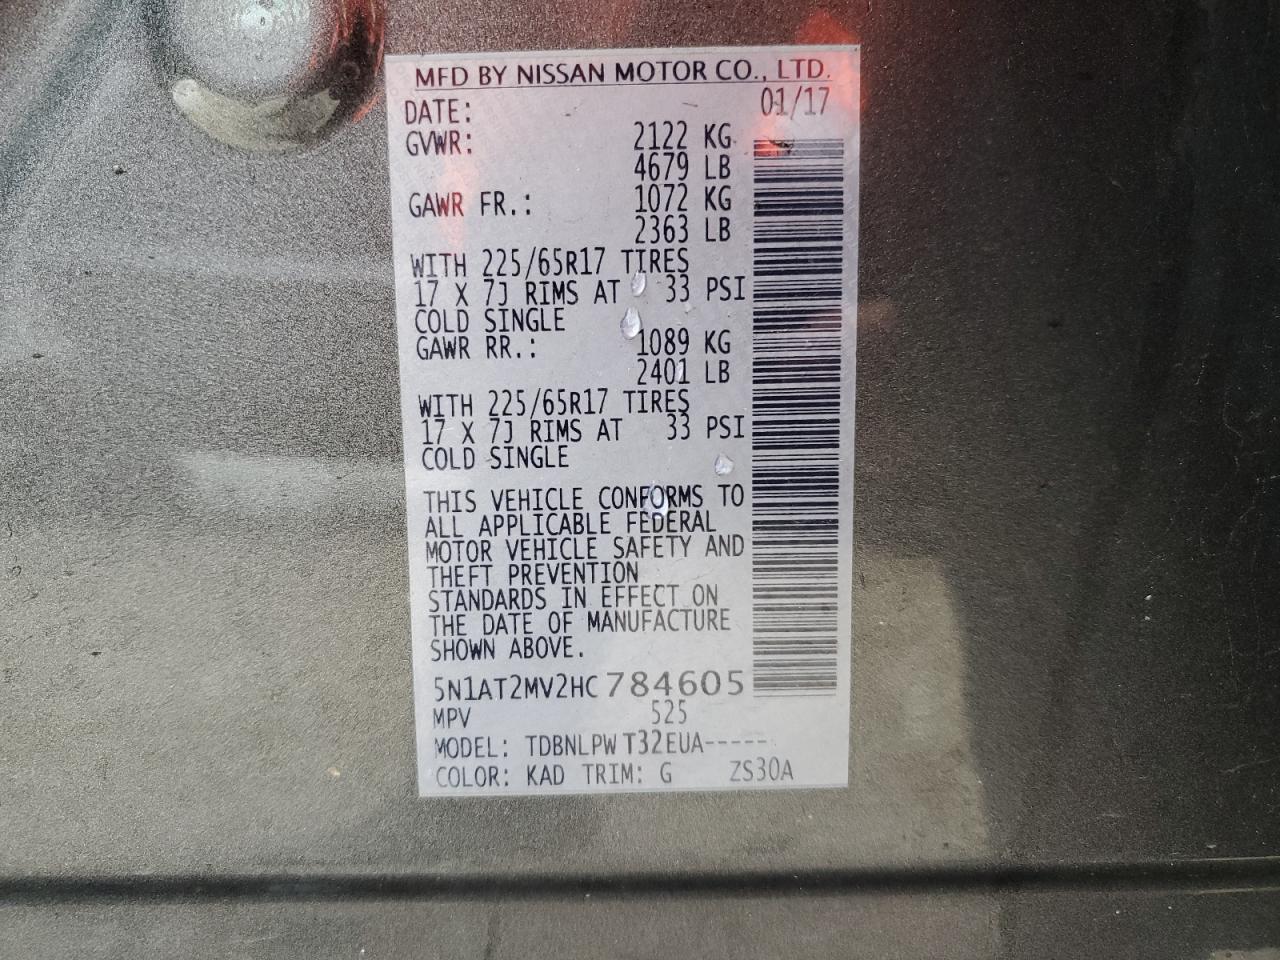 MFD BY NISSAN MOTOR CO., LTD.
DATE: 01/17
GVWR: 2122 KG
4679 LB
GAWR FR.: 1072 KG
2363 LB
WITH 225/65R17 TIRES
17 X 7J RIMS AT 33 PSI
COLD SINGLE
GAWR RR.: 1089 KG
2401 LB
WITH 225/65R17 TIRES
17 X 7J RIMS AT 33 PSI
COLD SINGLE
THIS VEHICLE CONFORMS TO
ALL APPLICABLE FEDERAL
MOTOR VEHICLE SAFETY AND
THEFT PREVENTION
STANDARDS IN EFFECT ON
THE DATE OF MANUFACTURE
SHOWN ABOVE.
5N1AT2MV2HC784605
MPV 525
MODEL: TDBNLPW T32EUA-----
COLOR: KAD TRIM: G ZS30A